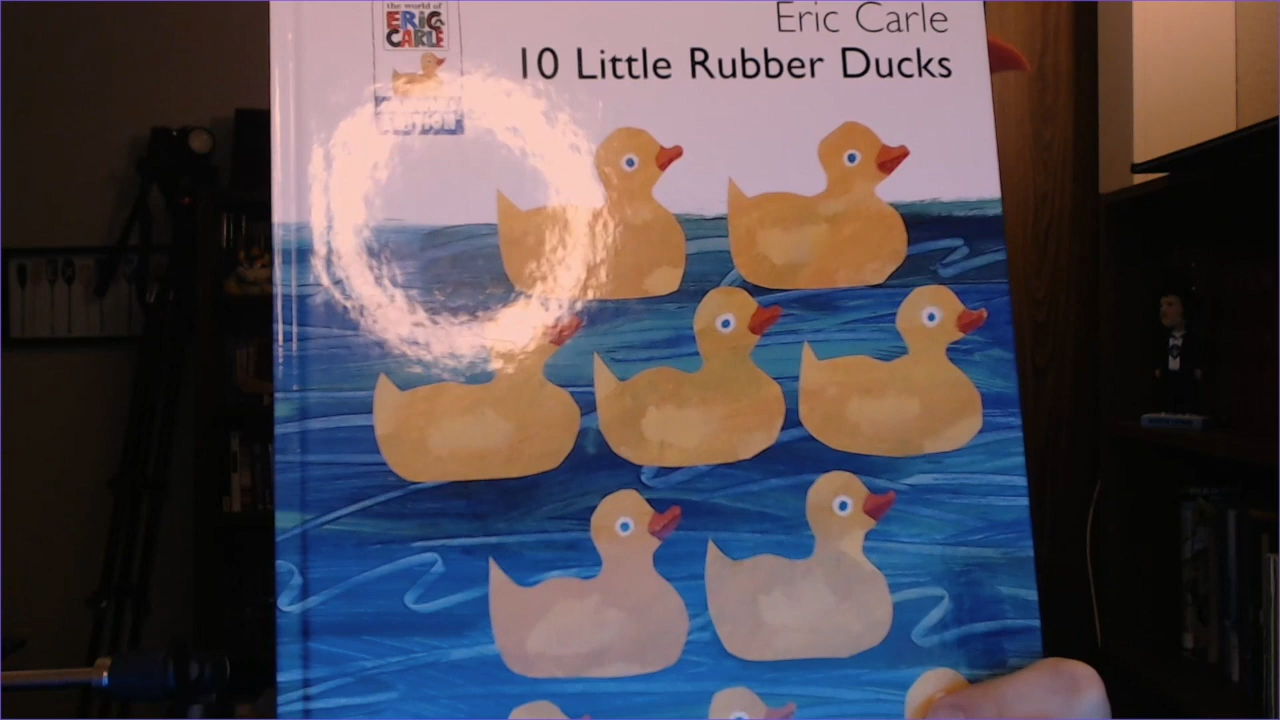 the world of
ERIC
CARLE
Eric Carle
10 Little Rubber Ducks